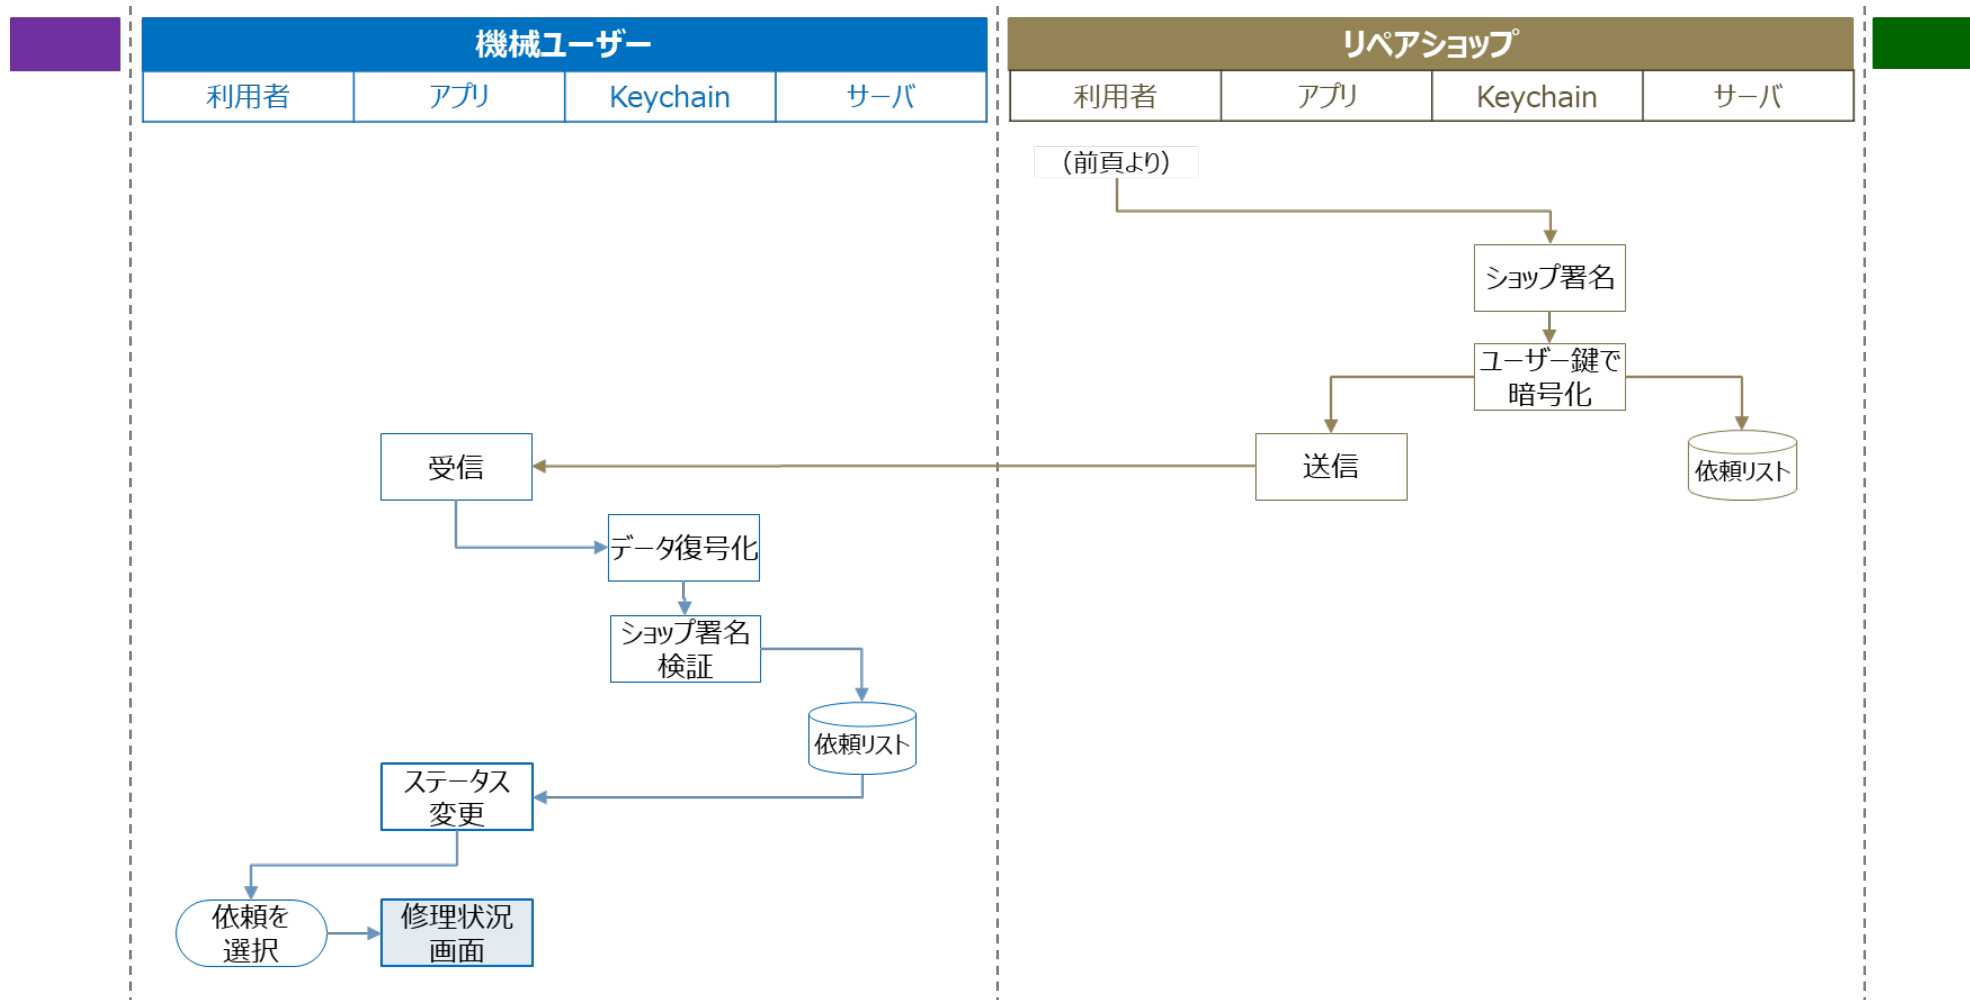 機械ユーザー
リペアショップ
利用者
アプリ
Keychain
サーバ
利用者
アプリ
Keychain
サーバ
（前頁より）
ショップ署名
ユーザー鍵で
暗号化
受信
送信
依頼リスト
データ復号化
ショップ署名
検証
依頼リスト
ステータス
変更
依頼を
選択
修理状況
画面